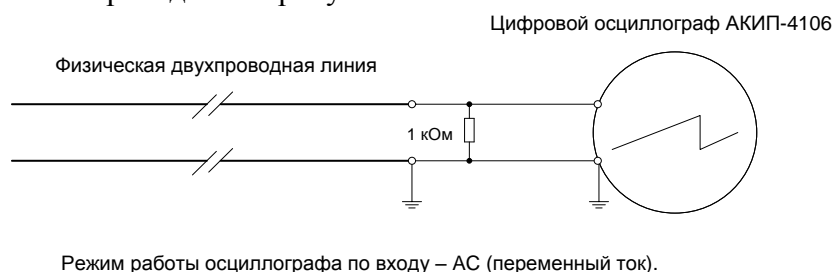 Цифровой осциллограф АКИП-4106
Физическая двухпроводная линия
1 кОм
Режим работы осциллографа по входу – АС (переменный ток).